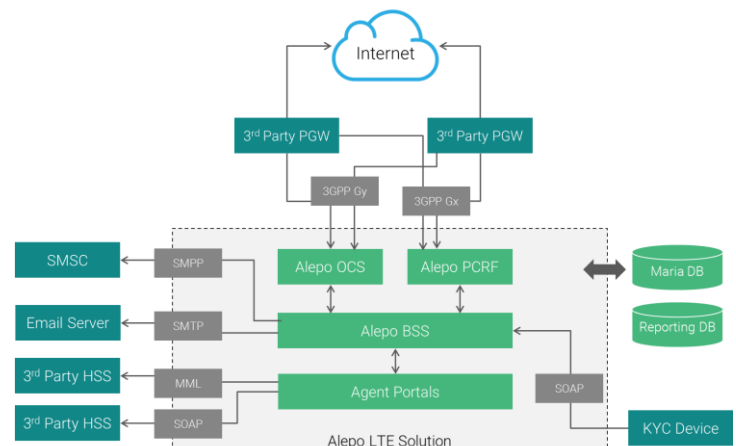 Internet
3rd Party PGW
3rd Party PGW
3GPP Gy
3GPP Gx
SMSC
SMPP
Alepo OCS
Alepo PCRF
Maria DB
Email Server
SMTP
Alepo BSS
Reporting DB
3rd Party HSS
MML
Agent Portals
SOAP
3rd Party HSS
SOAP
KYC Device
Alepo LTE Solution